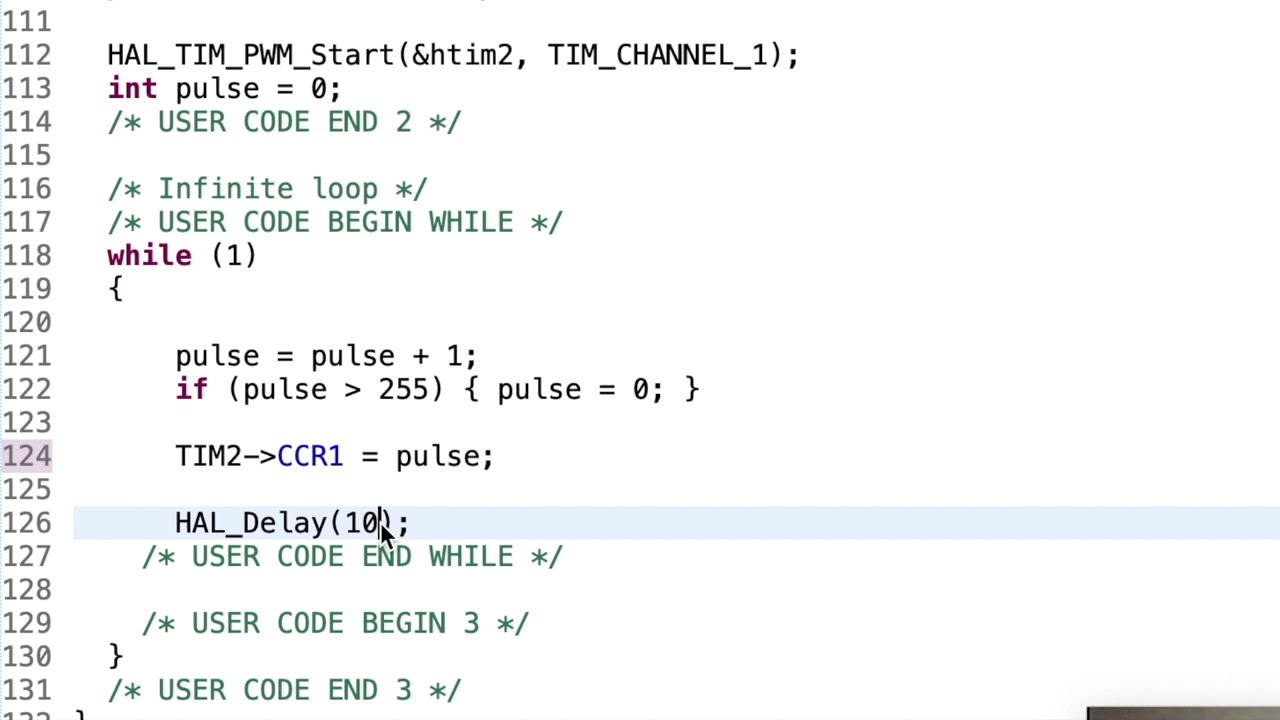 111
112 HAL_TIM_PWM_Start(&htim2, TIM_CHANNEL_1);
113 int pulse = 0;
114 /* USER CODE END 2 */
115
116 /* Infinite loop */
117 /* USER CODE BEGIN WHILE */
118 while (1)
119 {
120
121 pulse = pulse + 1;
122 if (pulse > 255) { pulse = 0; }
123
124 TIM2->CCR1 = pulse;
125
126 HAL_Delay(10);
127 /* USER CODE END WHILE */
128
129 /* USER CODE BEGIN 3 */
130 }
131 /* USER CODE END 3 */